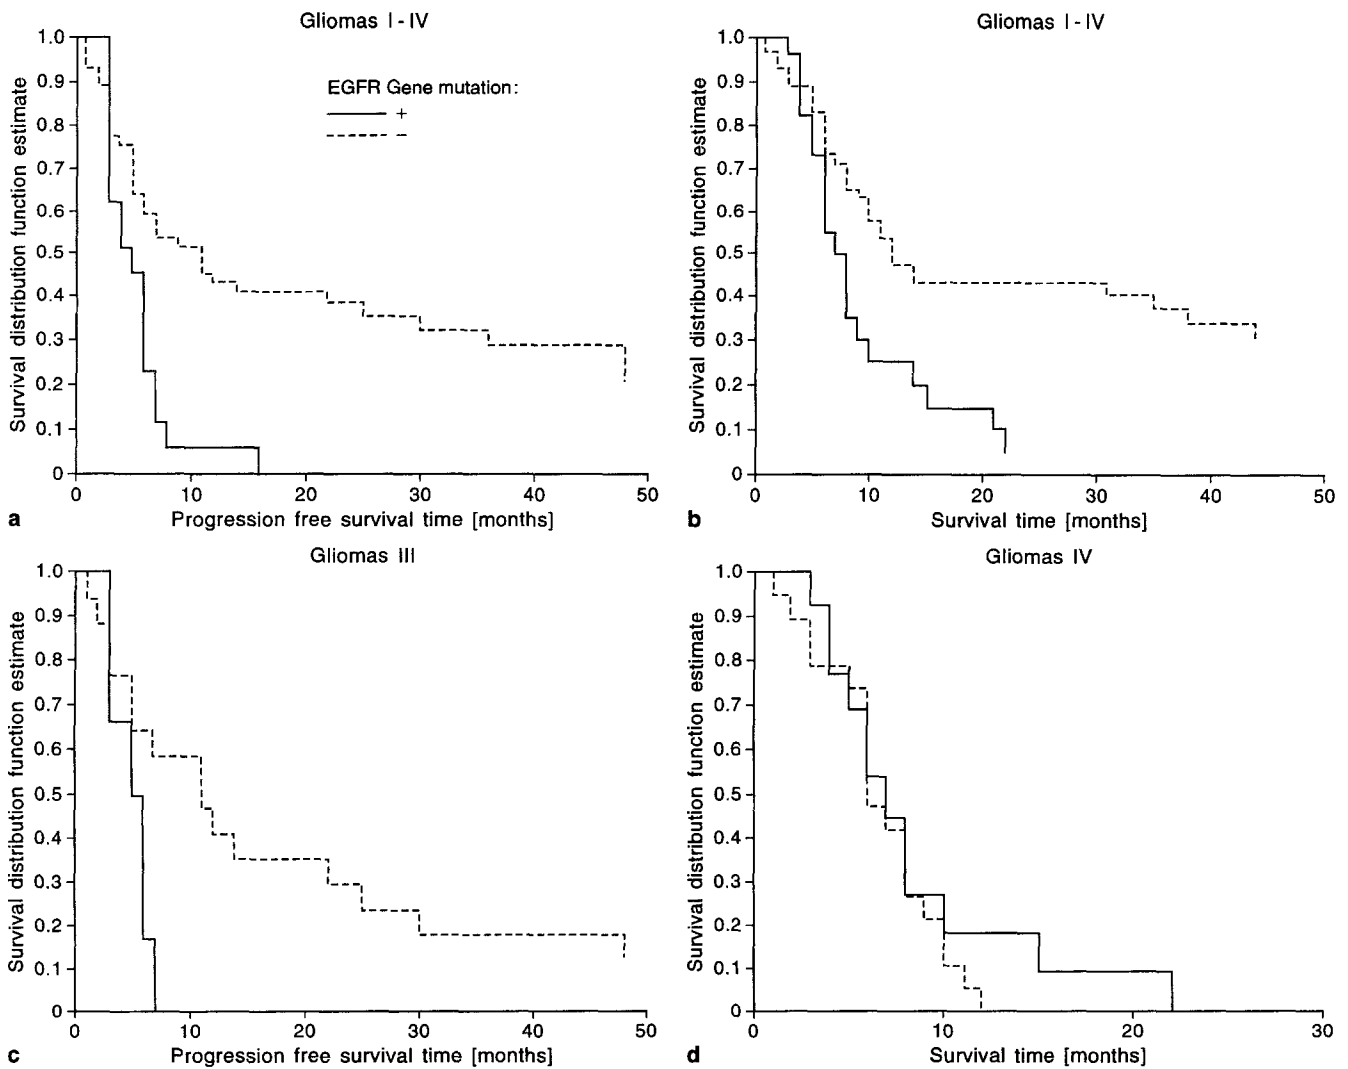 Gliomas I - IV
Survival distribution function estimate
1.0
0.9
0.8
0.7
0.6
0.5
0.4
0.3
0.2
0.1
0
EGFR Gene mutation:
+
−
0 10 20 30 40 50
a
Progression free survival time [months]
Gliomas I - IV
Survival distribution function estimate
1.0
0.9
0.8
0.7
0.6
0.5
0.4
0.3
0.2
0.1
0
0 10 20 30 40 50
b
Survival time [months]
Gliomas III
Survival distribution function estimate
1.0
0.9
0.8
0.7
0.6
0.5
0.4
0.3
0.2
0.1
0
0 10 20 30 40 50
c
Progression free survival time [months]
Gliomas IV
Survival distribution function estimate
1.0
0.9
0.8
0.7
0.6
0.5
0.4
0.3
0.2
0.1
0
0 10 20 30
d
Survival time [months]